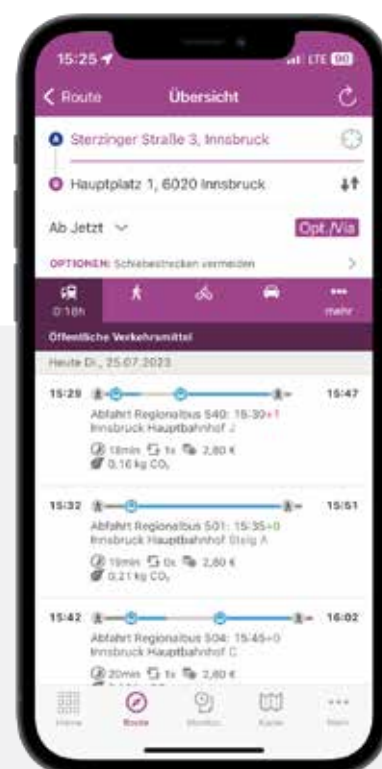 15:25 LTE 90
Route Übersicht
A Sterzinger Straße 3, Innsbruck
B Hauptplatz 1, 6020 Innsbruck
Ab Jetzt Opt./Via
OPTIONEN: Schiebestrecken vermeiden
0:18h mehr
Öffentliche Verkehrsmittel
Heute Di., 25.07.2023
15:29 15:47
Abfahrt Regionalbus 540: 15:30+1
Innsbruck Hauptbahnhof J
18min 1x 2,80 €
0,16 kg CO₂
15:32 15:51
Abfahrt Regionalbus 501: 15:35+0
Innsbruck Hauptbahnhof Steig A
19min 0x 2,80 €
0,21 kg CO₂
15:42 16:02
Abfahrt Regionalbus 504: 15:45+0
Innsbruck Hauptbahnhof C
20min 1x 2,80 €
Home Route Monitor Karte Mehr